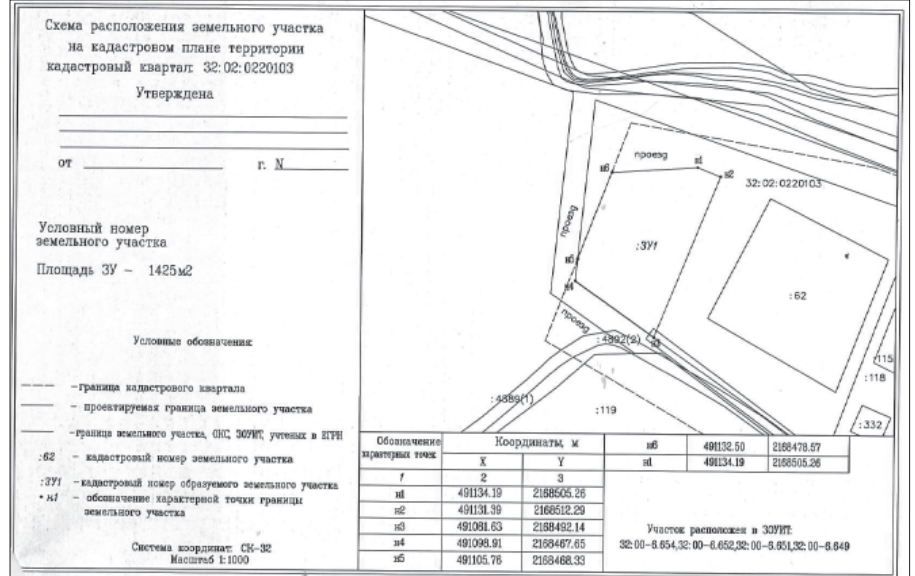 Схема расположения земельного участка
на кадастровом плане территории
кадастровый квартал: 32:02:0220103
Утверждена
от г. N
Условный номер
земельного участка
Площадь ЗУ - 1425м2
Условные обозначения:
-граница кадастрового квартала
- проектируемая граница земельного участка
-граница земельного участка, ОКС, ЗОУИТ, учтеных в ЕГРН
:62 - кадастровый номер земельного участка
:ЗУ1 -кадастровый номер образуемого земельного участка
• н1 - обозначение характерной точки границы
земельного участка
Система координат: СК-32
Масштаб 1:1000
проезд
н1
н6
н2
32:02:0220103
проезд
:ЗУ1
н5
н4
:62
проезд
:4892(2)
н3
:115
:118
:4389(1)
:119
:332
Обозначение характерных точек Координаты, м
X Y
1 2 3
н1 491134.19 2168505.26
н2 491131.39 2168512.29
н3 491081.63 2168492.14
н4 491098.91 2168467.65
н5 491105.76 2168468.33
н6 491132.50 2168478.57
н1 491134.19 2168505.26
Участок расположен в ЗОУИТ:
32:00-6.654,32:00-6.652,32:00-6.651,32:00-6.649